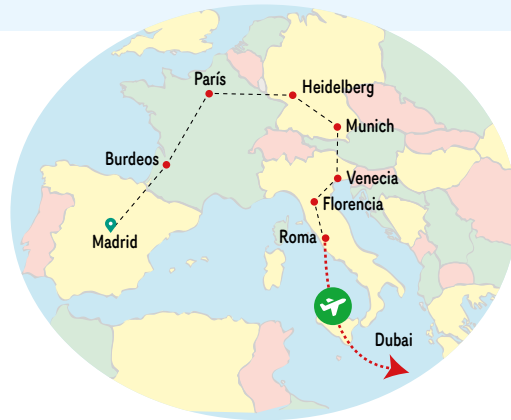 París
Heidelberg
Munich
Burdeos
Venecia
Florencia
Madrid
Roma
Dubai